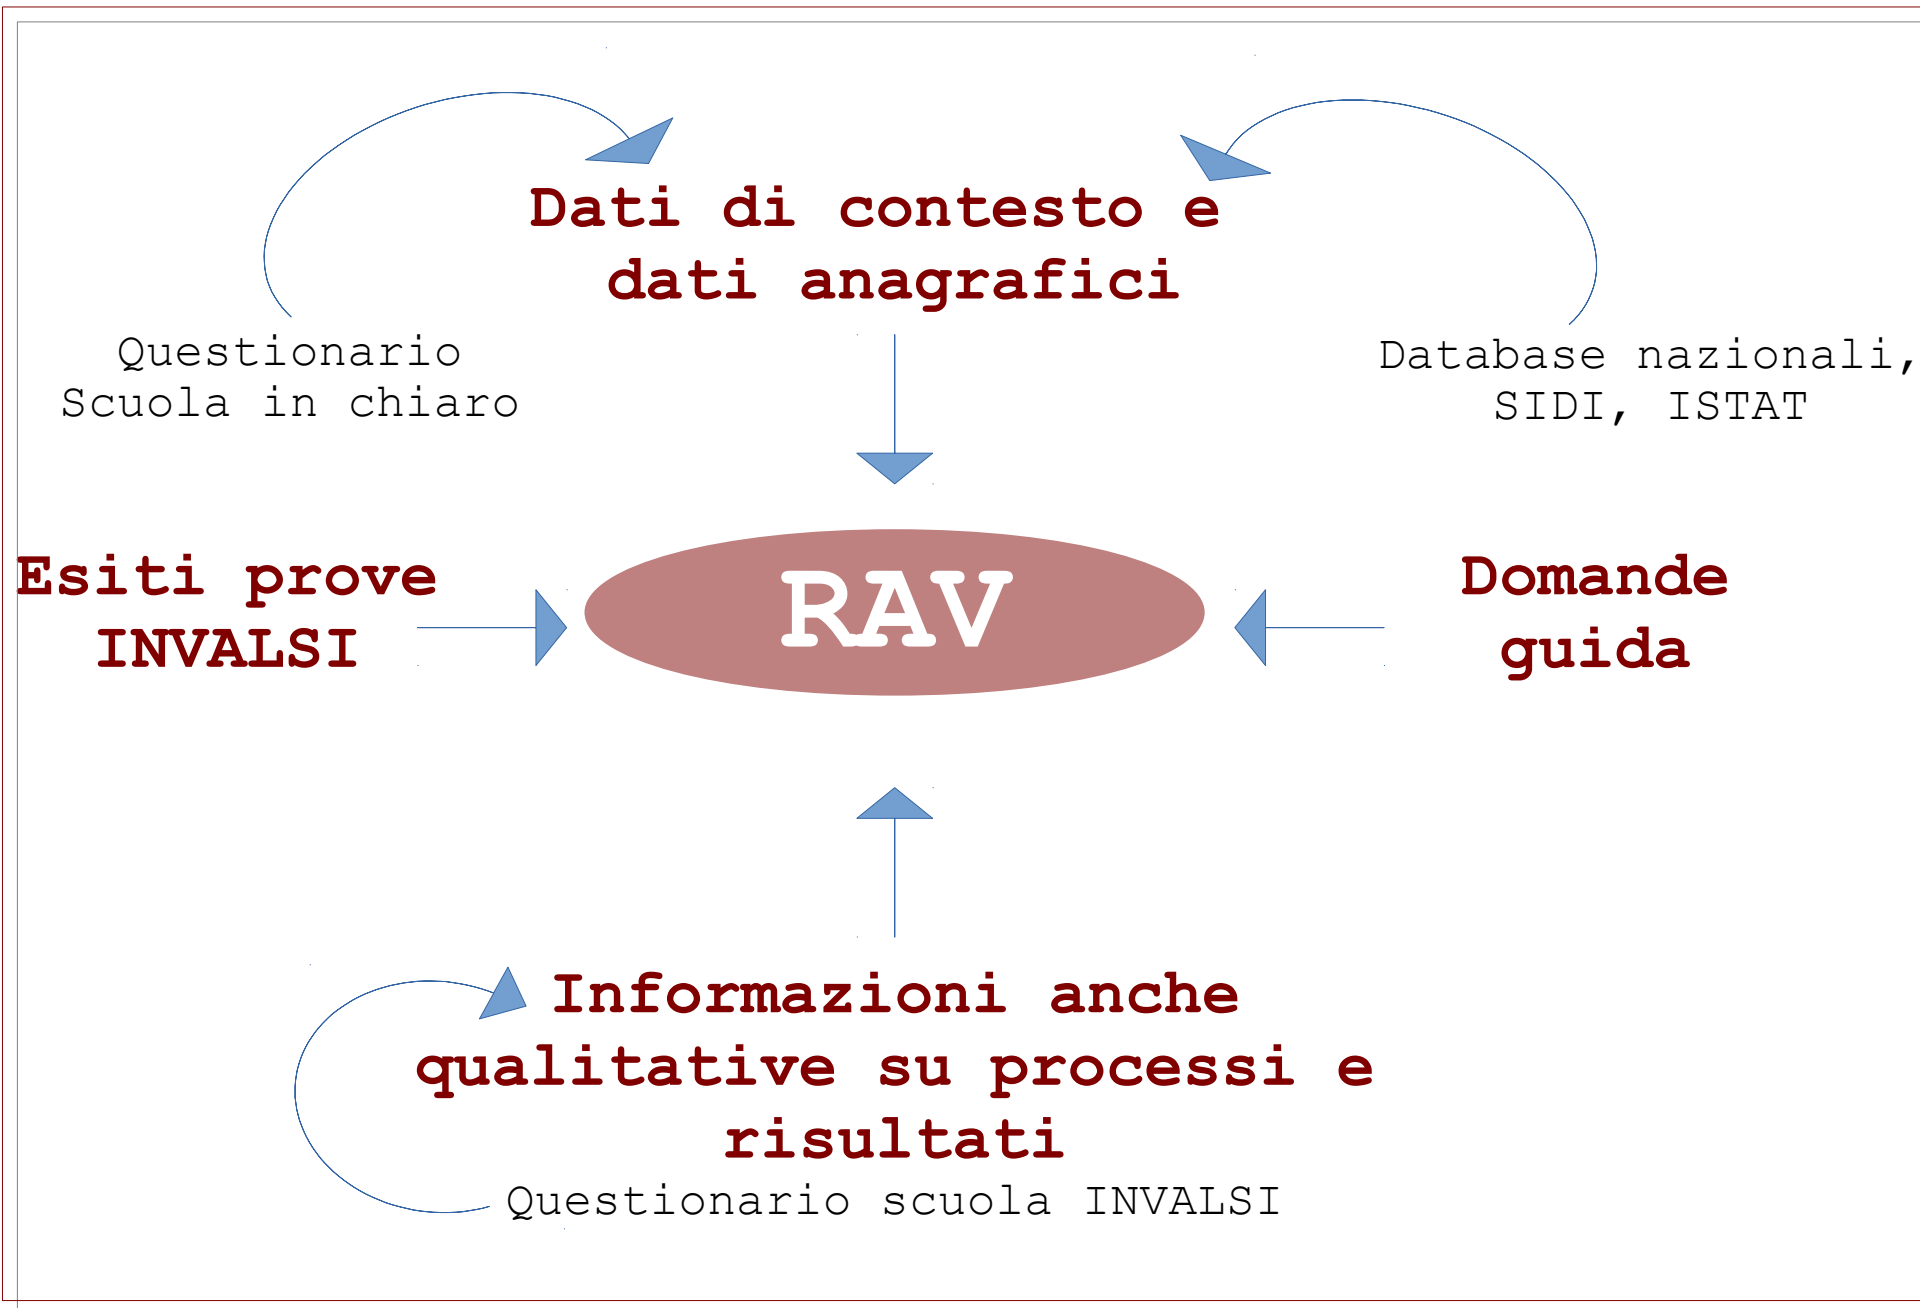 Dati di contesto e
dati anagrafici
Questionario
Scuola in chiaro
Database nazionali,
SIDI, ISTAT
Esiti prove
INVALSI
RAV
Domande
guida
Informazioni anche
qualitative su processi e
risultati
Questionario scuola INVALSI